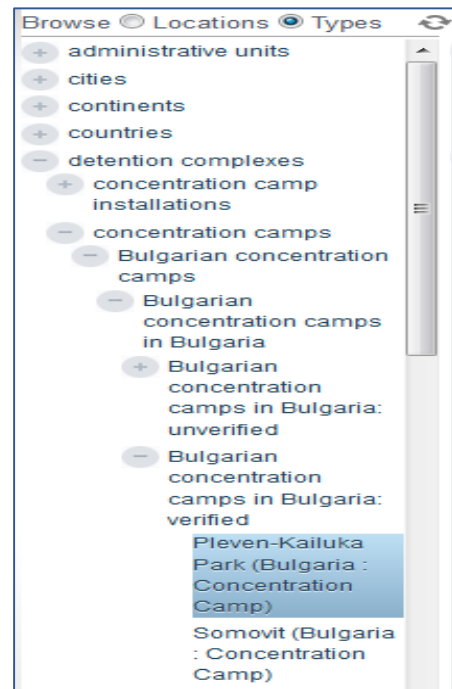 Browse Locations Types
administrative units
cities
continents
countries
detention complexes
concentration camp
installations
concentration camps
Bulgarian concentration
camps
Bulgarian
concentration camps
in Bulgaria
Bulgarian
concentration
camps in Bulgaria:
unverified
Bulgarian
concentration
camps in Bulgaria:
verified
Pleven-Kailuka
Park (Bulgaria :
Concentration
Camp)
Somovit (Bulgaria
: Concentration
Camp)